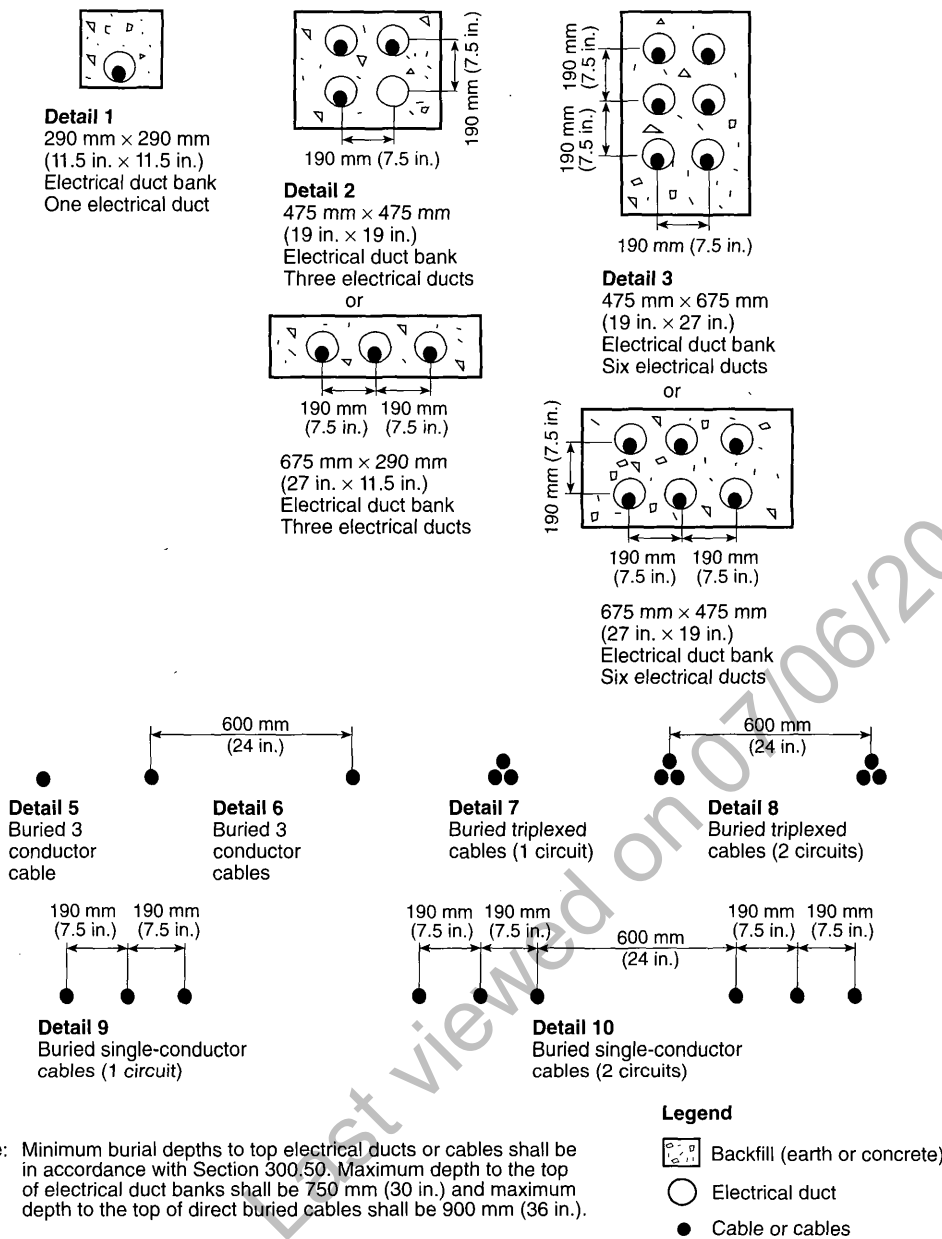 Detail 1
290 mm × 290 mm
(11.5 in. × 11.5 in.)
Electrical duct bank
One electrical duct
190 mm (7.5 in.)
190 mm (7.5 in.)
Detail 2
475 mm × 475 mm
(19 in. × 19 in.)
Electrical duct bank
Three electrical ducts
or
190 mm 190 mm
(7.5 in.) (7.5 in.)
675 mm × 290 mm
(27 in. × 11.5 in.)
Electrical duct bank
Three electrical ducts
190 mm
(7.5 in.)
190 mm
(7.5 in.)
190 mm (7.5 in.)
Detail 3
475 mm × 675 mm
(19 in. × 27 in.)
Electrical duct bank
Six electrical ducts
or
190 mm (7.5 in.)
190 mm 190 mm
(7.5 in.) (7.5 in.)
675 mm × 475 mm
(27 in. × 19 in.)
Electrical duct bank
Six electrical ducts
600 mm
(24 in.)
600 mm
(24 in.)
Detail 5
Buried 3
conductor
cable
Detail 6
Buried 3
conductor
cables
Detail 7
Buried triplexed
cables (1 circuit)
Detail 8
Buried triplexed
cables (2 circuits)
190 mm 190 mm
(7.5 in.) (7.5 in.)
190 mm 190 mm
(7.5 in.) (7.5 in.)
600 mm
(24 in.)
190 mm 190 mm
(7.5 in.) (7.5 in.)
Detail 9
Buried single-conductor
cables (1 circuit)
Detail 10
Buried single-conductor
cables (2 circuits)
Legend
Backfill (earth or concrete)
Electrical duct
Cable or cables
e: Minimum burial depths to top electrical ducts or cables shall be
in accordance with Section 300.50. Maximum depth to the top
of electrical duct banks shall be 750 mm (30 in.) and maximum
depth to the top of direct buried cables shall be 900 mm (36 in.).
Last viewed on 07/06/20